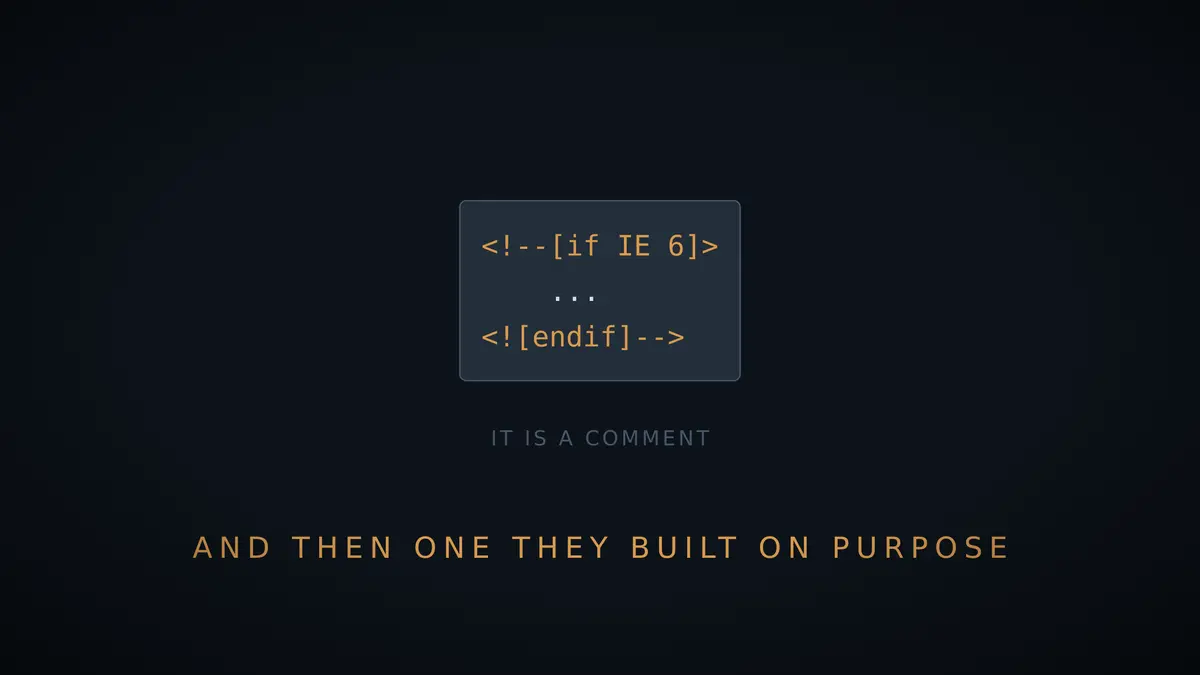 <!--[if IE 6]>
...
<![endif]-->
IT IS A COMMENT
AND THEN ONE THEY BUILT ON PURPOSE